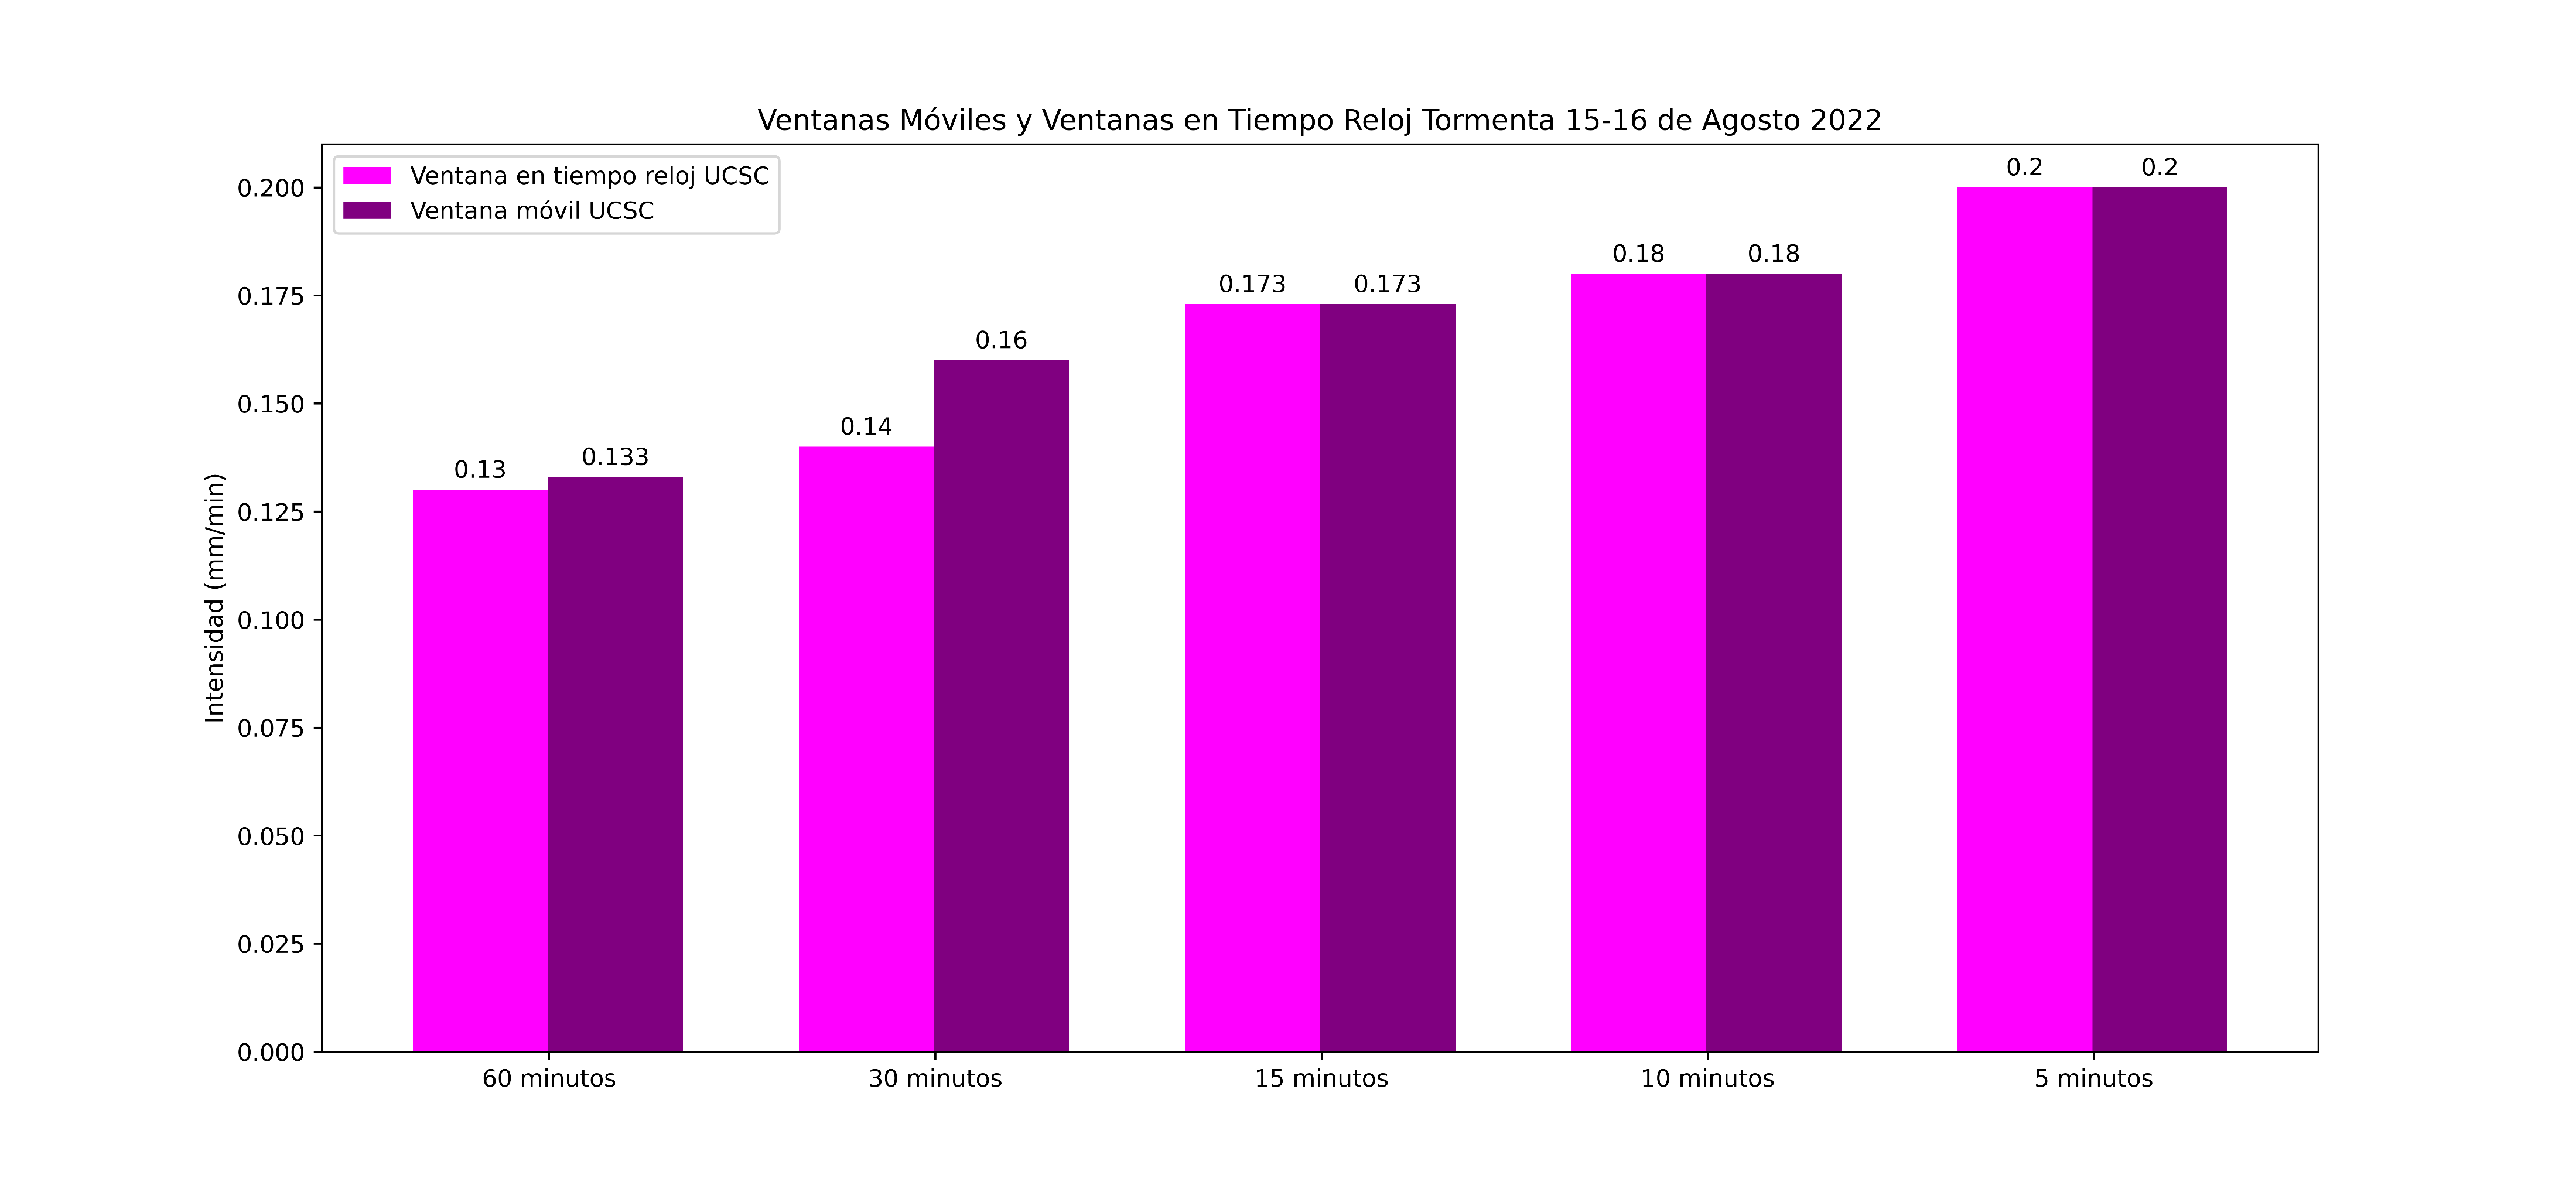 Ventanas Móviles y Ventanas en Tiempo Reloj Tormenta 15-16 de Agosto 2022
Ventana en tiempo reloj UCSC
Ventana móvil UCSC
Intensidad (mm/min)
0.200
0.175
0.150
0.125
0.100
0.075
0.050
0.025
0.000
0.13
0.133
0.14
0.16
0.173
0.173
0.18
0.18
0.2
0.2
60 minutos
30 minutos
15 minutos
10 minutos
5 minutos